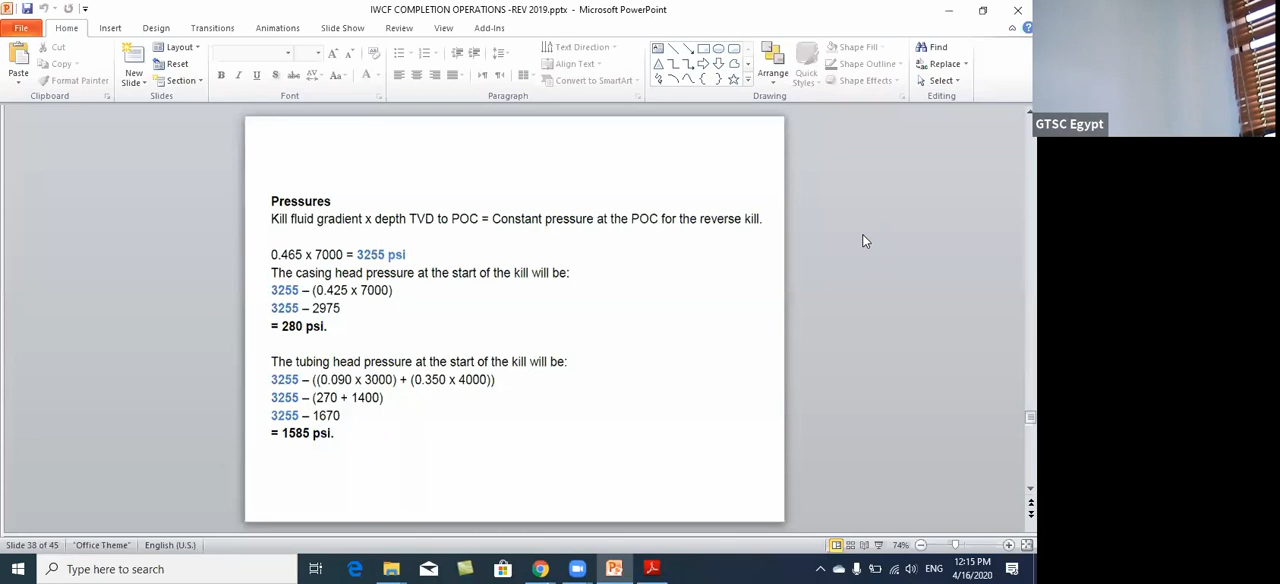 IWCF COMPLETION OPERATIONS -REV 2019.pptx - Microsoft PowerPoint
File Home Insert Design Transitions Animations Slide Show Review View Add-Ins
Paste
Cut
Copy
Format Painter
Clipboard
New Slide
Layout
Reset
Section
Slides
B I U S abc AV Aa A
Font
Paragraph
Text Direction
Align Text
Convert to SmartArt
Arrange
Quick Styles
Shape Fill
Shape Outline
Shape Effects
Drawing
Find
Replace
Select
Editing
GTSC Egypt
Pressures
Kill fluid gradient x depth TVD to POC = Constant pressure at the POC for the reverse kill.
0.465 x 7000 = 3255 psi
The casing head pressure at the start of the kill will be:
3255 – (0.425 x 7000)
3255 – 2975
= 280 psi.
The tubing head pressure at the start of the kill will be:
3255 – ((0.090 x 3000) + (0.350 x 4000))
3255 – (270 + 1400)
3255 – 1670
= 1585 psi.
Slide 38 of 45 "Office Theme" English (U.S.) 74%
Type here to search
ENG
12:15 PM
4/16/2020